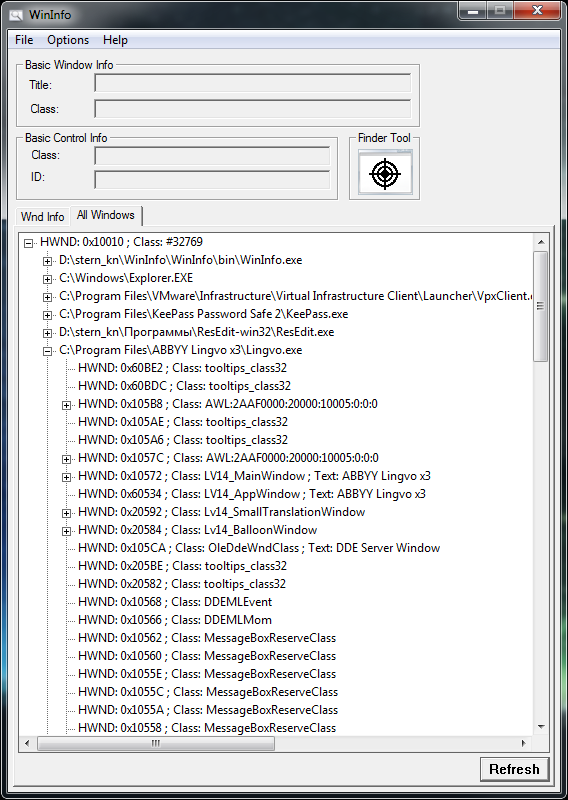 WinInfo
File Options Help
Basic Window Info
Title:
Class:
Basic Control Info
Class:
ID:
Finder Tool
Wnd Info All Windows
HWND: 0x10010 ; Class: #32769
D:\stern_kn\WinInfo\WinInfo\bin\WinInfo.exe
C:\Windows\Explorer.EXE
C:\Program Files\VMware\Infrastructure\Virtual Infrastructure Client\Launcher\VpxClient.e
C:\Program Files\KeePass Password Safe 2\KeePass.exe
D:\stern_kn\Программы\ResEdit-win32\ResEdit.exe
C:\Program Files\ABBYY Lingvo x3\Lingvo.exe
HWND: 0x60BE2 ; Class: tooltips_class32
HWND: 0x60BDC ; Class: tooltips_class32
HWND: 0x105B8 ; Class: AWL:2AAF0000:20000:10005:0:0:0
HWND: 0x105AE ; Class: tooltips_class32
HWND: 0x105A6 ; Class: tooltips_class32
HWND: 0x1057C ; Class: AWL:2AAF0000:20000:10005:0:0:0
HWND: 0x10572 ; Class: LV14_MainWindow ; Text: ABBYY Lingvo x3
HWND: 0x60534 ; Class: LV14_AppWindow ; Text: ABBYY Lingvo x3
HWND: 0x20592 ; Class: Lv14_SmallTranslationWindow
HWND: 0x20584 ; Class: Lv14_BalloonWindow
HWND: 0x105CA ; Class: OleDdeWndClass ; Text: DDE Server Window
HWND: 0x205BE ; Class: tooltips_class32
HWND: 0x20582 ; Class: tooltips_class32
HWND: 0x10568 ; Class: DDEMLEvent
HWND: 0x10566 ; Class: DDEMLMom
HWND: 0x10562 ; Class: MessageBoxReserveClass
HWND: 0x10560 ; Class: MessageBoxReserveClass
HWND: 0x1055E ; Class: MessageBoxReserveClass
HWND: 0x1055C ; Class: MessageBoxReserveClass
HWND: 0x1055A ; Class: MessageBoxReserveClass
HWND: 0x10558 ; Class: MessageBoxReserveClass
Refresh